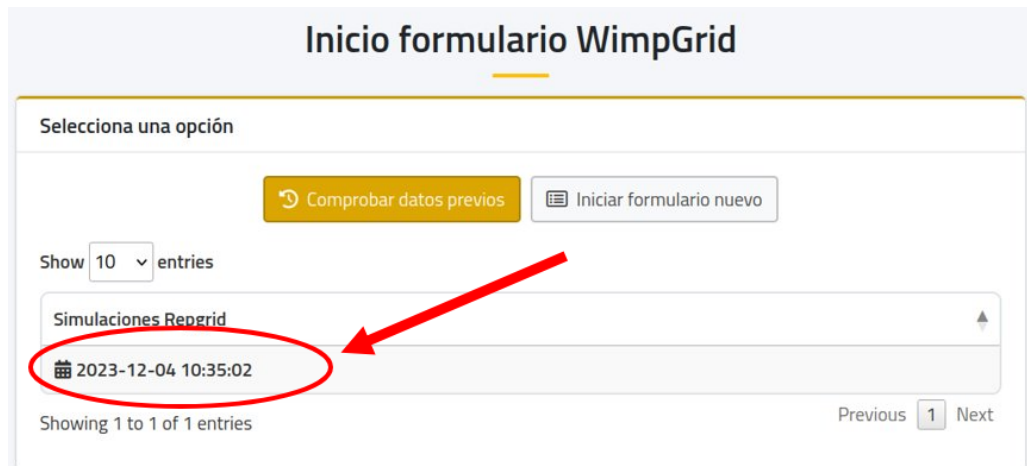 Inicio formulario WimpGrid
Selecciona una opción
Comprobar datos previos Iniciar formulario nuevo
Show 10 entries
Simulaciones Repgrid
2023-12-04 10:35:02
Showing 1 to 1 of 1 entries
Previous 1 Next